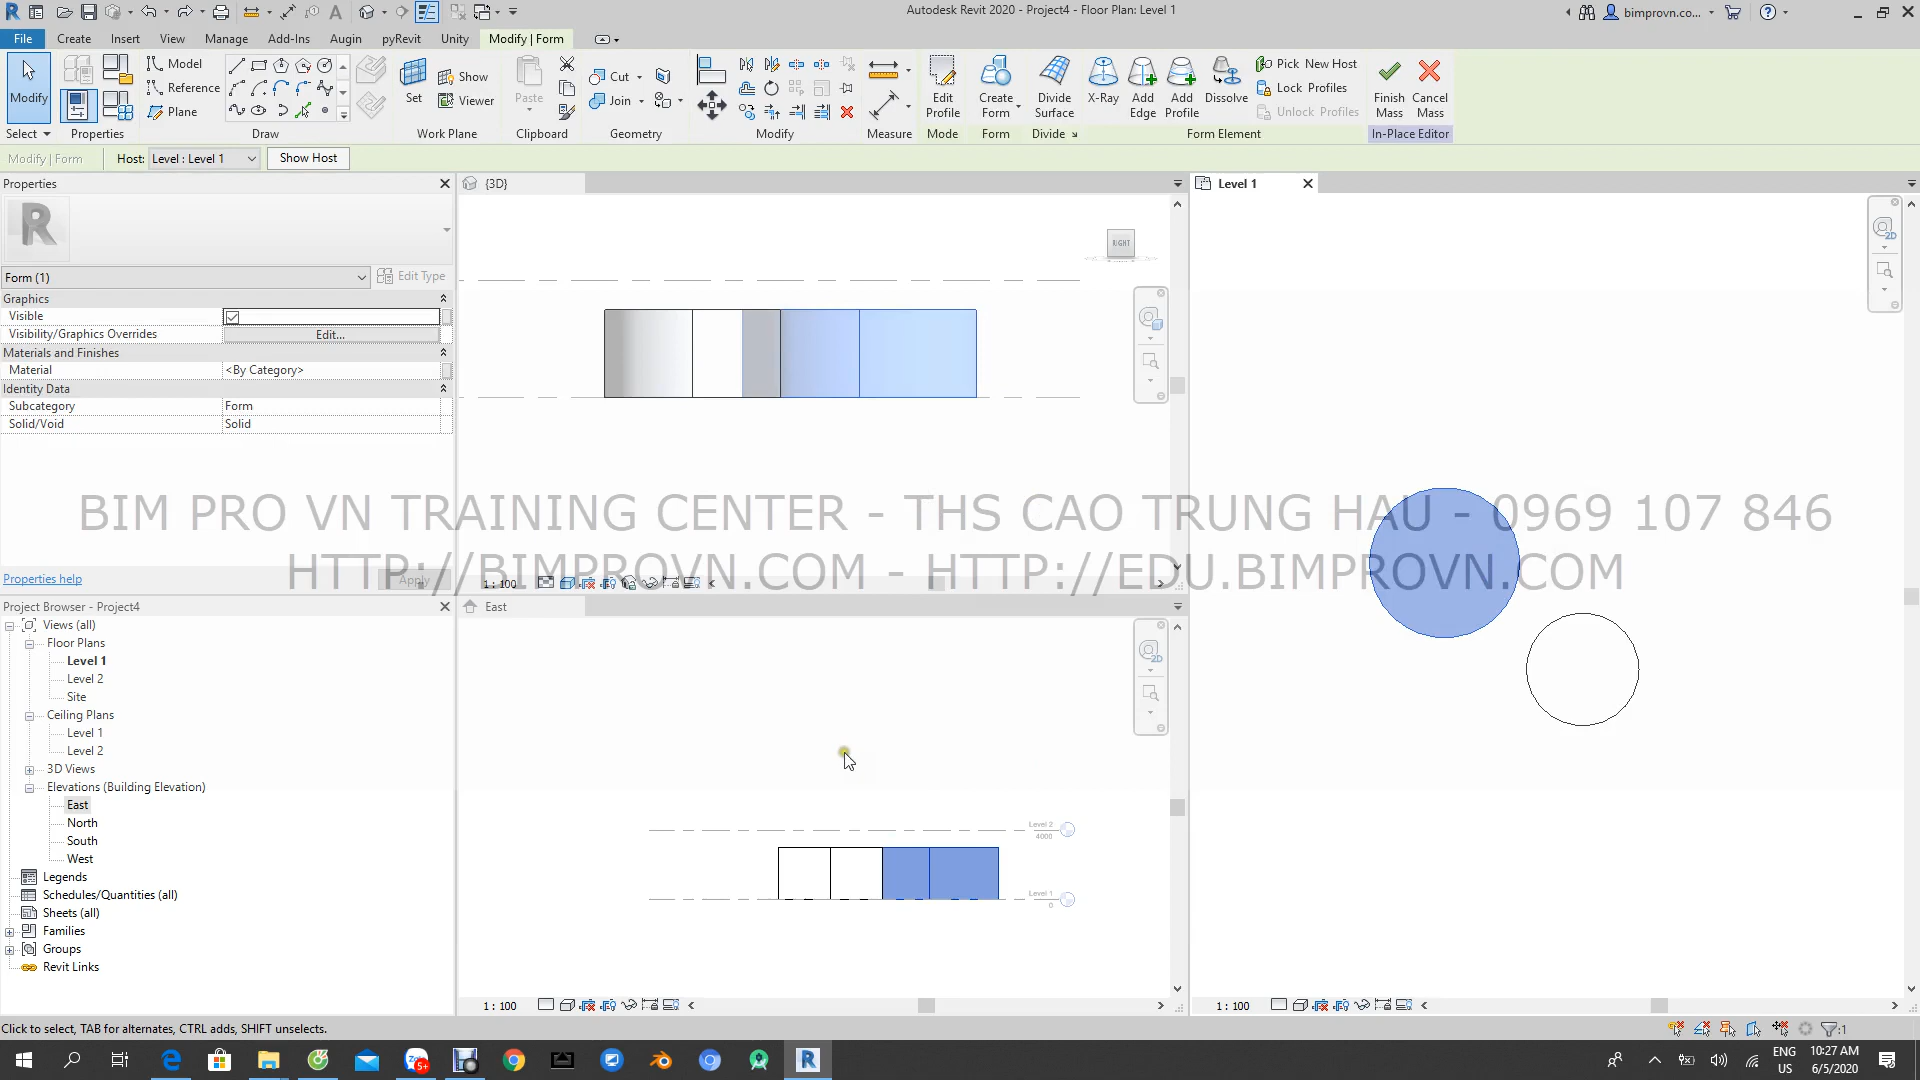 Autodesk Revit 2020 - Project4 - Floor Plan: Level 1
bimprovn.co...
File Create Insert View Manage Add-Ins Augin pyRevit Unity Modify | Form
Modify
Model
Reference
Plane
Set
Show
Viewer
Paste
Cut
Join
Edit Profile
Create Form
Divide Surface
X-Ray
Add Edge
Add Profile
Dissolve
Pick New Host
Lock Profiles
Unlock Profiles
Finish Mass
Cancel Mass
Select Properties Draw Work Plane Clipboard Geometry Modify Measure Mode Form Divide Form Element In-Place Editor
Modify | Form Host: Level : Level 1 Show Host
Properties
R
Form (1) Edit Type
Graphics
Visible
Visibility/Graphics Overrides Edit...
Materials and Finishes
Material <By Category>
Identity Data
Subcategory Form
Solid/Void Solid
Properties help Apply
{3D}
RIGHT
1 : 100
Level 1
BIM PRO VN TRAINING CENTER - THS CAO TRUNG HAU - 0969 107 846
HTTP://BIMPROVN.COM - HTTP://EDU.BIMPROVN.COM
Project Browser - Project4
Views (all)
Floor Plans
Level 1
Level 2
Site
Ceiling Plans
Level 1
Level 2
3D Views
Elevations (Building Elevation)
East
North
South
West
Legends
Schedules/Quantities (all)
Sheets (all)
Families
Groups
Revit Links
East
Level 2
4000
Level 1
0
1 : 100
1 : 100
Click to select, TAB for alternates, CTRL adds, SHIFT unselects.
:1
5+
ENG
US
10:27 AM
6/5/2020